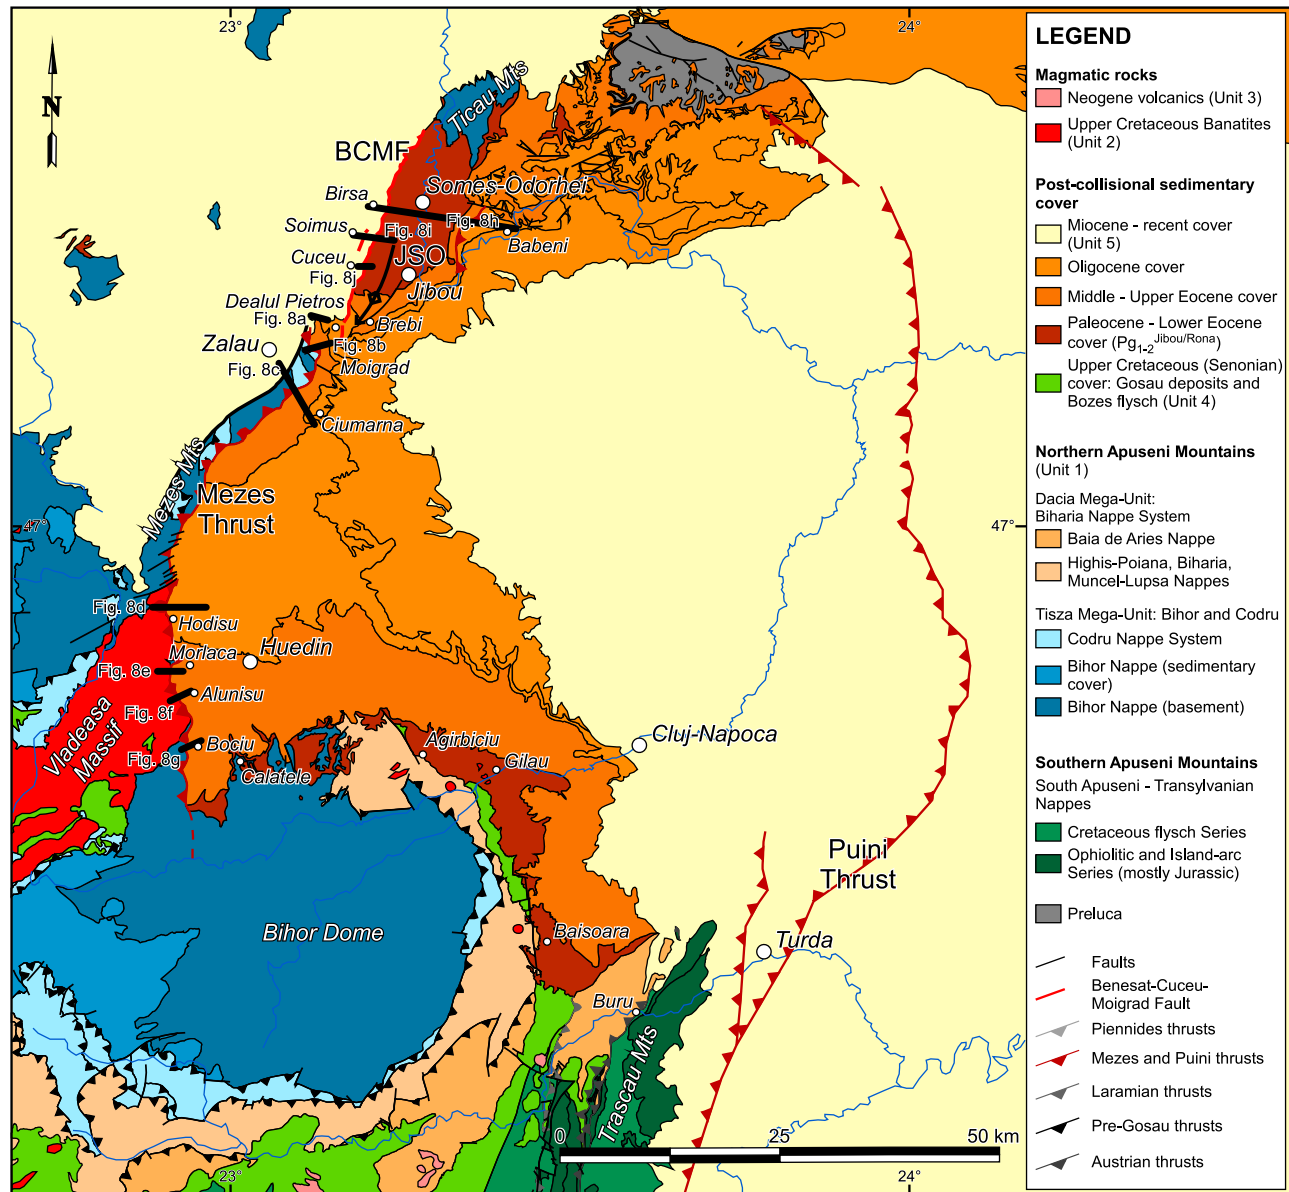 23°
24°
N
Ticau Mts
BCMF
Birsa
Somes-Odorhei
Fig. 8h
Soimus
Fig. 8i
Babeni
Cuceu
JSO
Fig. 8j
Jibou
Dealul Pietros
Fig. 8a
Brebi
Zalau
Fig. 8b
Fig. 8c
Moigrad
Ciumarna
Mezes Mts
Mezes
Thrust
47°
47°
Fig. 8d
Hodisu
Morlaca
Huedin
Fig. 8e
Alunisu
Fig. 8f
Vladeasa
Massif
Bociu
Fig. 8g
Calatele
Agirbiciu
Gilau
Cluj-Napoca
Puini
Thrust
Bihor Dome
Baisoara
Turda
Buru
Trascau Mts
0
25
50 km
23°
24°
LEGEND
Magmatic rocks
Neogene volcanics (Unit 3)
Upper Cretaceous Banatites
(Unit 2)
Post-collisional sedimentary
cover
Miocene - recent cover
(Unit 5)
Oligocene cover
Middle - Upper Eocene cover
Paleocene - Lower Eocene
cover (Pg1-2Jibou/Rona)
Upper Cretaceous (Senonian)
cover: Gosau deposits and
Bozes flysch (Unit 4)
Northern Apuseni Mountains
(Unit 1)
Dacia Mega-Unit:
Biharia Nappe System
Baia de Aries Nappe
Highis-Poiana, Biharia,
Muncel-Lupsa Nappes
Tisza Mega-Unit: Bihor and Codru
Codru Nappe System
Bihor Nappe (sedimentary
cover)
Bihor Nappe (basement)
Southern Apuseni Mountains
South Apuseni - Transylvanian
Nappes
Cretaceous flysch Series
Ophiolitic and Island-arc
Series (mostly Jurassic)
Preluca
Faults
Benesat-Cuceu-
Moigrad Fault
Piennides thrusts
Mezes and Puini thrusts
Laramian thrusts
Pre-Gosau thrusts
Austrian thrusts